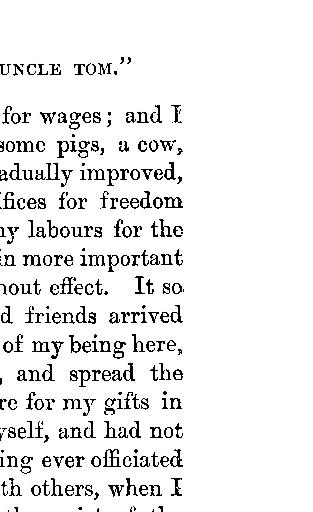 UNCLE TOM."
for wages; and I
some pigs, a cow,
adually improved,
ifices for freedom
ny labours for the
in more important
hout effect. It so
d friends arrived
of my being here,
, and spread the
re for my gifts in
yself, and had not
ing ever officiated
th others, when I